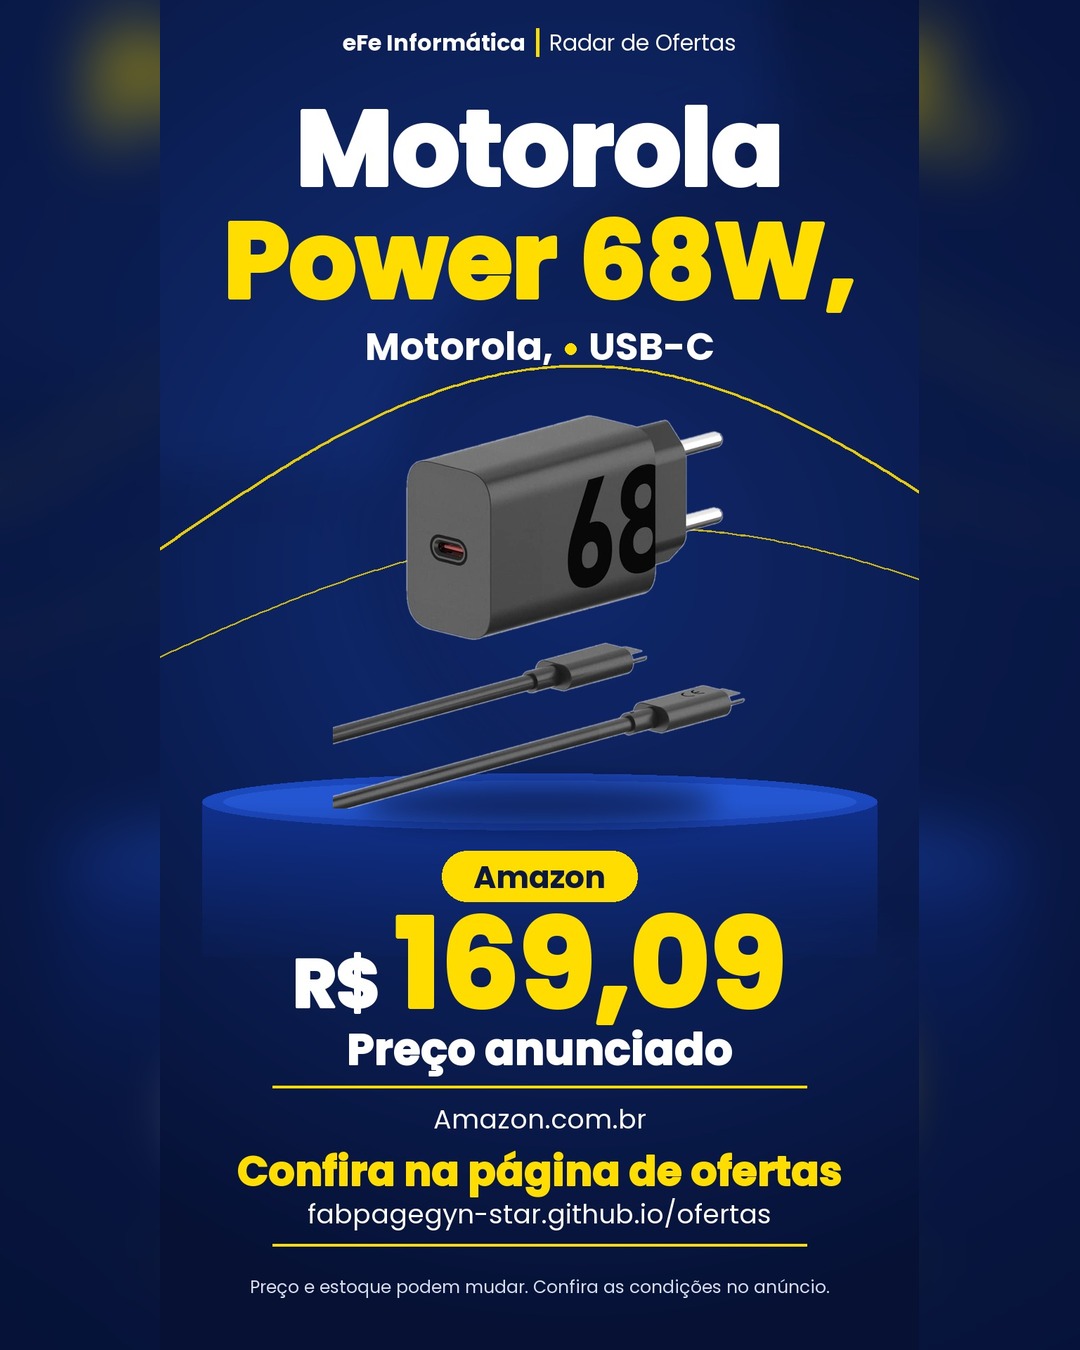 eFe Informática | Radar de Ofertas
Motorola
Power 68W,
Motorola, • USB-C
68
CE
Amazon
R$ 169,09
Preço anunciado
Amazon.com.br
Confira na página de ofertas
fabpagegyn-star.github.io/ofertas
Preço e estoque podem mudar. Confira as condições no anúncio.